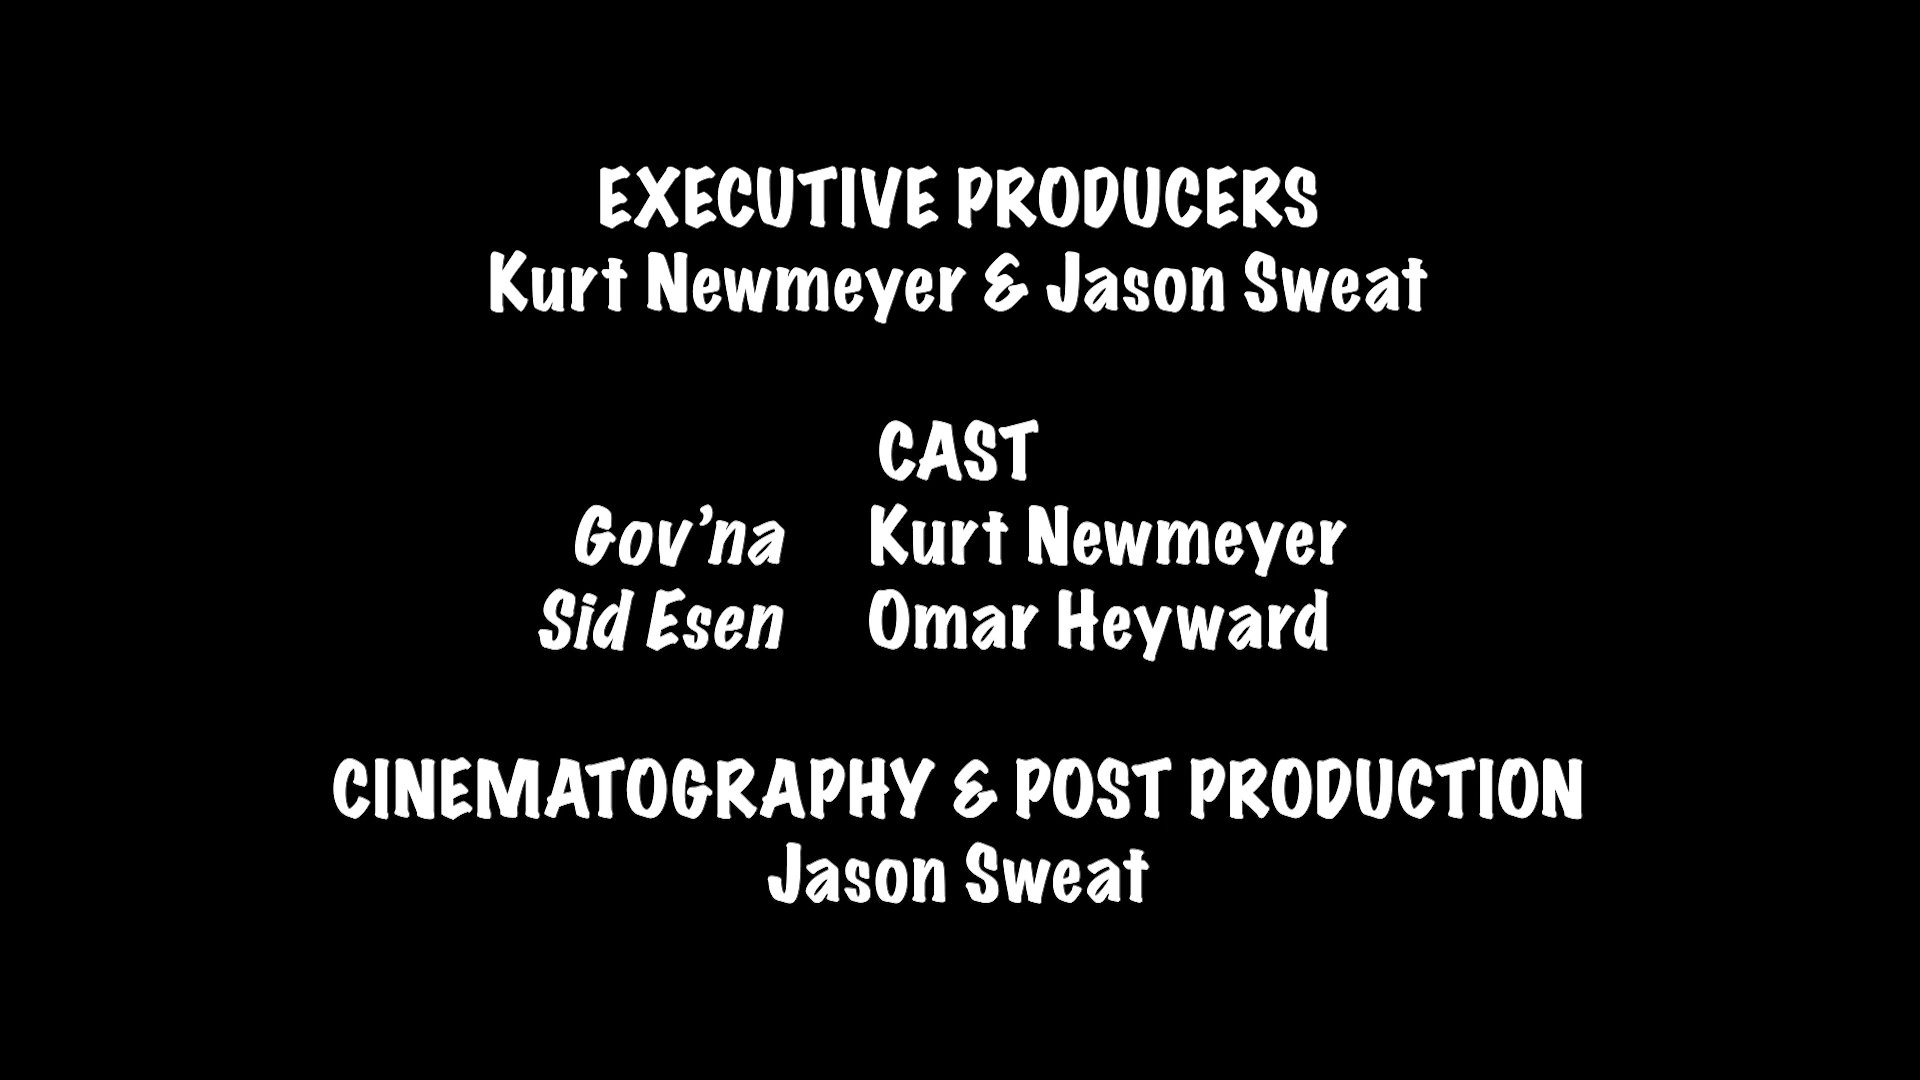 EXECUTIVE PRODUCERS
Kurt Newmeyer & Jason Sweat
CAST
Gov’na Kurt Newmeyer
Sid Esen Omar Heyward
CINEMATOGRAPHY & POST PRODUCTION
Jason Sweat